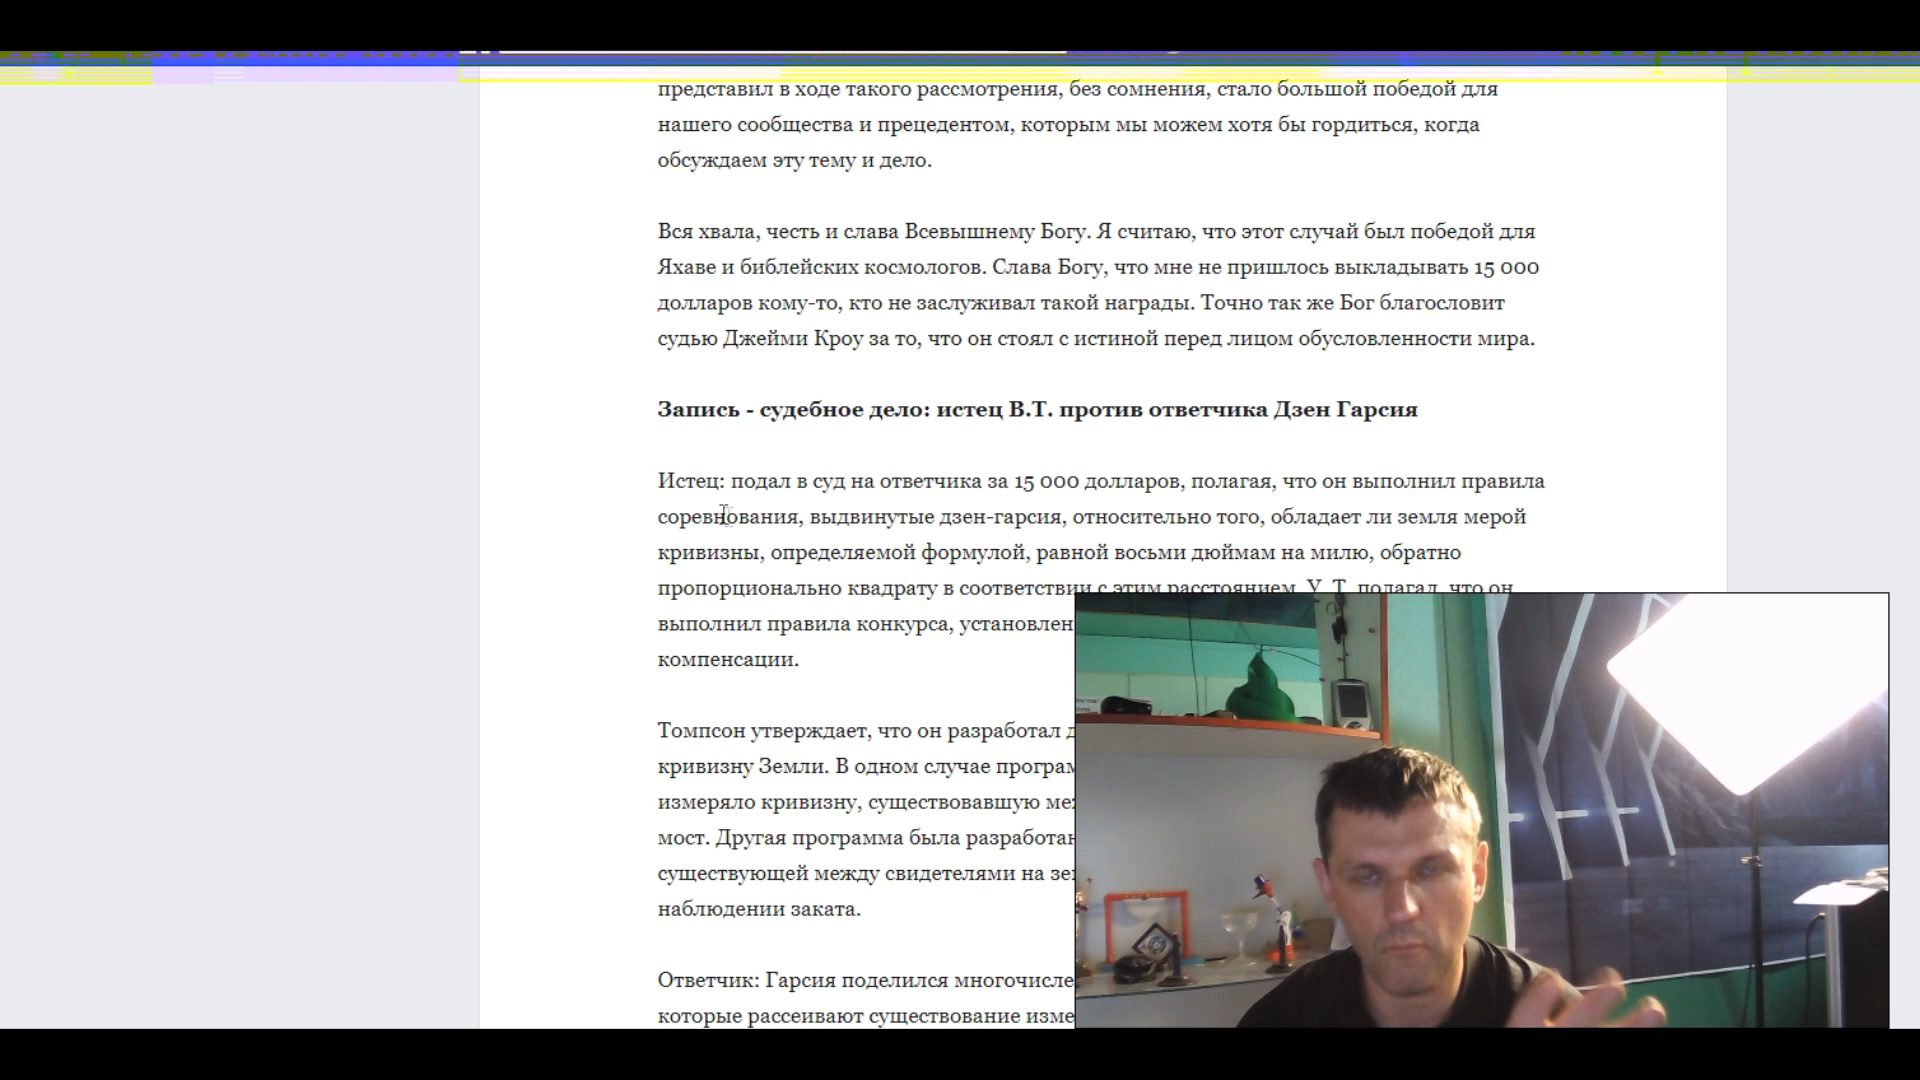 представил в ходе такого рассмотрения, без сомнения, стало большой победой для
нашего сообщества и прецедентом, которым мы можем хотя бы гордиться, когда
обсуждаем эту тему и дело.
Вся хвала, честь и слава Всевышнему Богу. Я считаю, что этот случай был победой для
Яхаве и библейских космологов. Слава Богу, что мне не пришлось выкладывать 15 000
долларов кому-то, кто не заслуживал такой награды. Точно так же Бог благословит
судью Джейми Кроу за то, что он стоял с истиной перед лицом обусловленности мира.
Запись - судебное дело: истец В.Т. против ответчика Дзен Гарсия
Истец: подал в суд на ответчика за 15 000 долларов, полагая, что он выполнил правила
соревнования, выдвинутые дзен-гарсия, относительно того, обладает ли земля мерой
кривизны, определяемой формулой, равной восьми дюймам на милю, обратно
пропорционально квадрату в соответствии с этим расстоянием. У. Т. полагал, что он
выполнил правила конкурса,
компенсации.
Томпсон утверждает, что он разработал
кривизну Земли. В одном случае
измеряло кривизну, существовавшую
мост. Другая программа была
существующей между свидетелями на
наблюдении заката.
Ответчик: Гарсия поделился
которые рассеивают существование